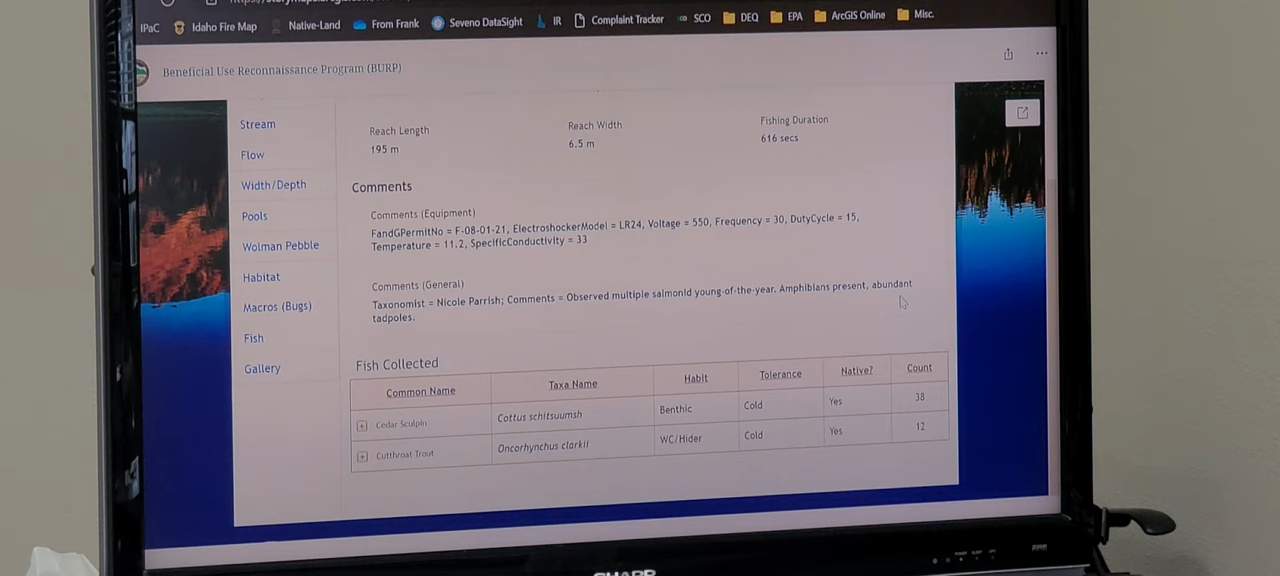 IPaC Idaho Fire Map Native-Land From Frank Seveno DataSight IR Complaint Tracker SCO DEQ EPA ArcGIS Online Misc.
Beneficial Use Reconnaissance Program (BURP)
Stream
Flow
Width/Depth
Pools
Wolman Pebble
Habitat
Macros (Bugs)
Fish
Gallery
Reach Length Reach Width Fishing Duration
195 m 6.5 m 616 secs
Comments
Comments (Equipment)
FandGPermitNo = F-08-01-21, ElectroshockerModel = LR24, Voltage = 550, Frequency = 30, DutyCycle = 15,
Temperature = 11.2, SpecificConductivity = 33
Comments (General)
Taxonomist = Nicole Parrish; Comments = Observed multiple salmonid young-of-the-year. Amphibians present, abundant
tadpoles.
Fish Collected
Common Name Taxa Name Habit Tolerance Native? Count
Cedar Sculpin Cottus schitsuumsh Benthic Cold Yes 38
Cutthroat Trout Oncorhynchus clarkii WC/Hider Cold Yes 12
SHARP